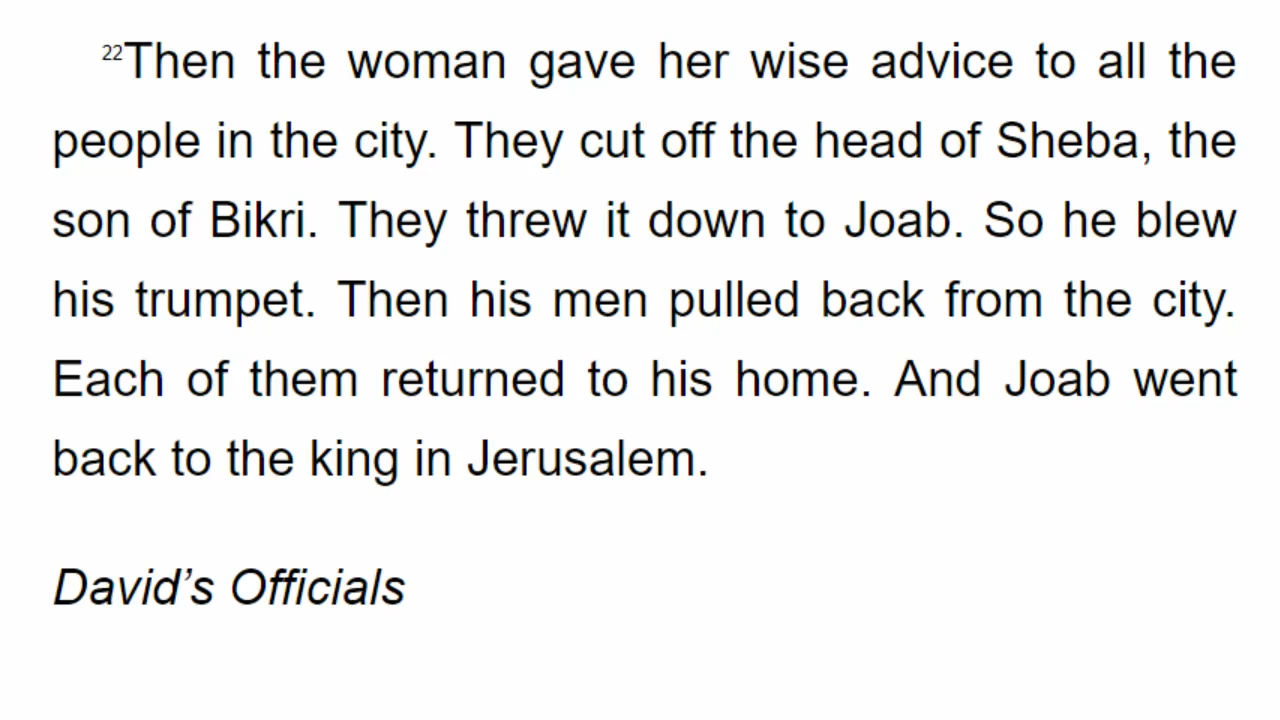 22Then the woman gave her wise advice to all the
people in the city. They cut off the head of Sheba, the
son of Bikri. They threw it down to Joab. So he blew
his trumpet. Then his men pulled back from the city.
Each of them returned to his home. And Joab went
back to the king in Jerusalem.
David’s Officials